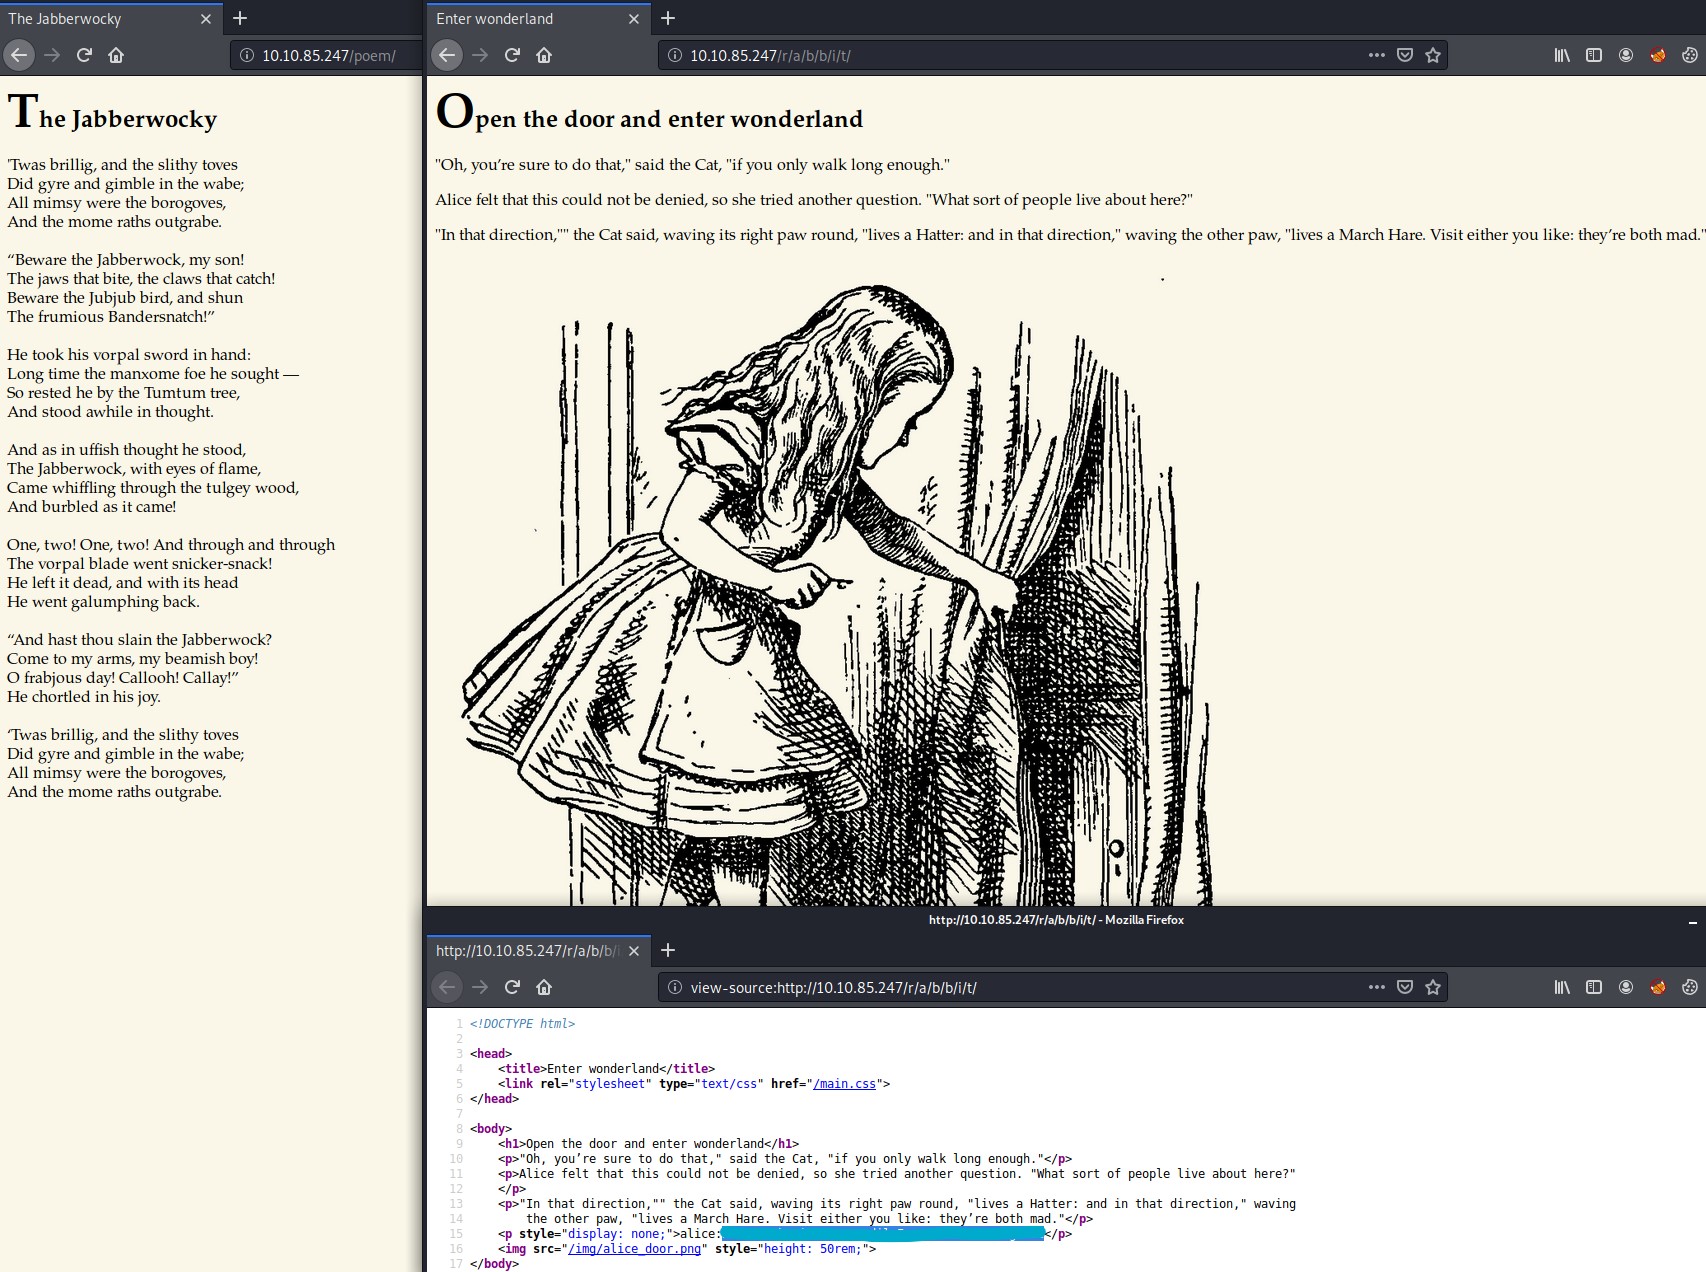 The Jabberwocky
10.10.85.247/poem/
The Jabberwocky
'Twas brillig, and the slithy toves
Did gyre and gimble in the wabe;
All mimsy were the borogoves,
And the mome raths outgrabe.
“Beware the Jabberwock, my son!
The jaws that bite, the claws that catch!
Beware the Jubjub bird, and shun
The frumious Bandersnatch!”
He took his vorpal sword in hand:
Long time the manxome foe he sought —
So rested he by the Tumtum tree,
And stood awhile in thought.
And as in uffish thought he stood,
The Jabberwock, with eyes of flame,
Came whiffling through the tulgey wood,
And burbled as it came!
One, two! One, two! And through and through
The vorpal blade went snicker-snack!
He left it dead, and with its head
He went galumphing back.
“And hast thou slain the Jabberwock?
Come to my arms, my beamish boy!
O frabjous day! Callooh! Callay!”
He chortled in his joy.
‘Twas brillig, and the slithy toves
Did gyre and gimble in the wabe;
All mimsy were the borogoves,
And the mome raths outgrabe.
Enter wonderland
10.10.85.247/r/a/b/b/i/t/
Open the door and enter wonderland
"Oh, you’re sure to do that," said the Cat, "if you only walk long enough."
Alice felt that this could not be denied, so she tried another question. "What sort of people live about here?"
"In that direction,"" the Cat said, waving its right paw round, "lives a Hatter: and in that direction," waving the other paw, "lives a March Hare. Visit either you like: they’re both mad."
http://10.10.85.247/r/a/b/b/i/t/ - Mozilla Firefox
http://10.10.85.247/r/a/b/b/i
view-source:http://10.10.85.247/r/a/b/b/i/t/
1 <!DOCTYPE html>
2
3 <head>
4 <title>Enter wonderland</title>
5 <link rel="stylesheet" type="text/css" href="/main.css">
6 </head>
7
8 <body>
9 <h1>Open the door and enter wonderland</h1>
10 <p>"Oh, you’re sure to do that," said the Cat, "if you only walk long enough."</p>
11 <p>Alice felt that this could not be denied, so she tried another question. "What sort of people live about here?"
12 </p>
13 <p>"In that direction,"" the Cat said, waving its right paw round, "lives a Hatter: and in that direction," waving
14 the other paw, "lives a March Hare. Visit either you like: they’re both mad."</p>
15 <p style="display: none;">alice:</p>
16 <img src="/img/alice_door.png" style="height: 50rem;">
17 </body>